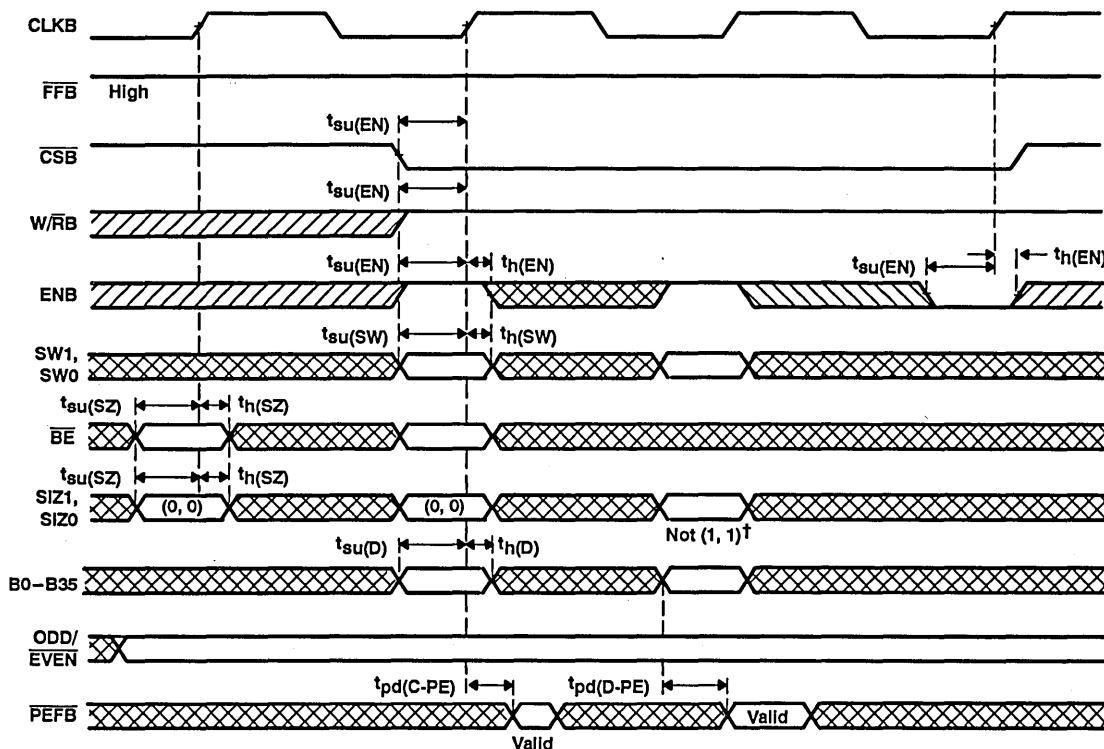 CLKB
FFB
High
tsu(EN)
CSB
tsu(EN)
W/RB
tsu(EN)
th(EN)
tsu(EN)
th(EN)
ENB
tsu(SW)
th(SW)
SW1,
SW0
tsu(SZ)
th(SZ)
BE
tsu(SZ)
th(SZ)
SIZ1,
SIZ0
(0, 0)
(0, 0)
Not (1, 1)†
tsu(D)
th(D)
B0–B35
ODD/
EVEN
tpd(C-PE)
tpd(D-PE)
PEFB
Valid
Valid